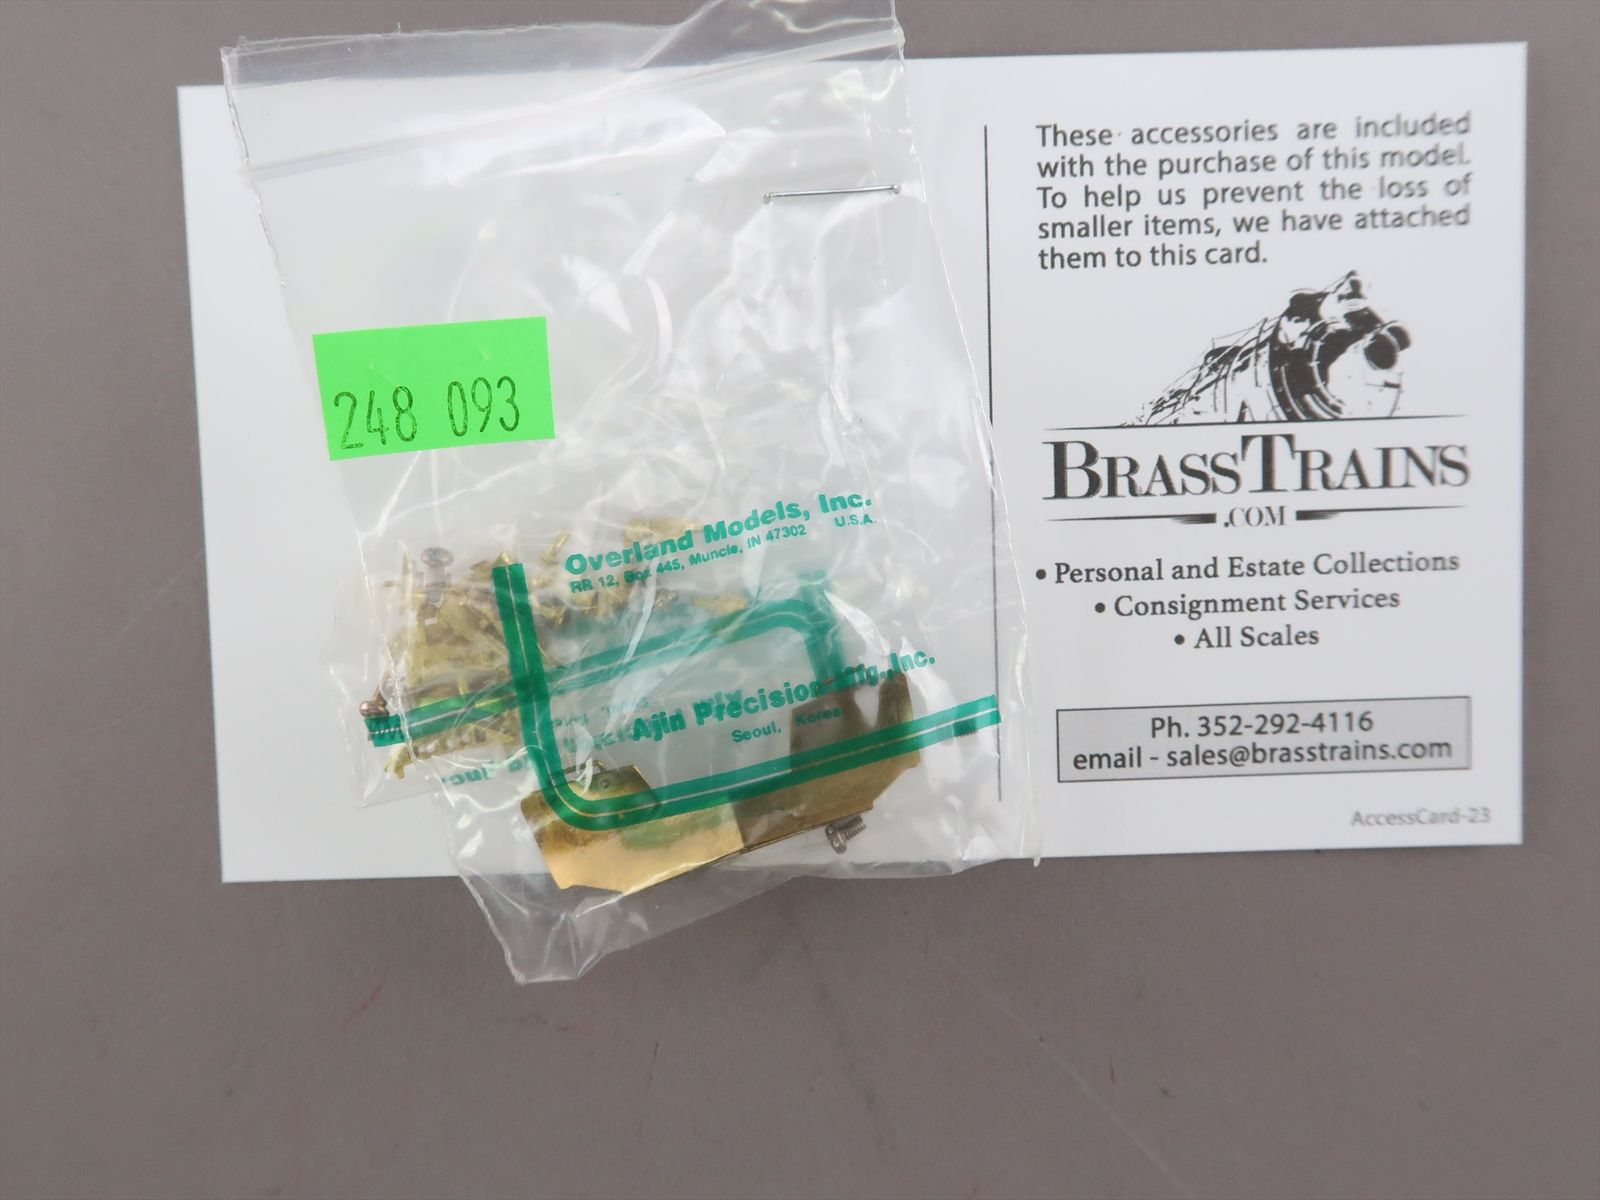 248 093
Overland Models, Inc.
RR 12, Box 445, Muncie, IN 47302 U.S.A.
Ajin Precision Mfg., Inc.
Seoul, Korea
These accessories are included
with the purchase of this model.
To help us prevent the loss of
smaller items, we have attached
them to this card.
BRASSTRAINS
.COM
• Personal and Estate Collections
• Consignment Services
• All Scales
Ph. 352-292-4116
email - sales@brasstrains.com
AccessCard-23